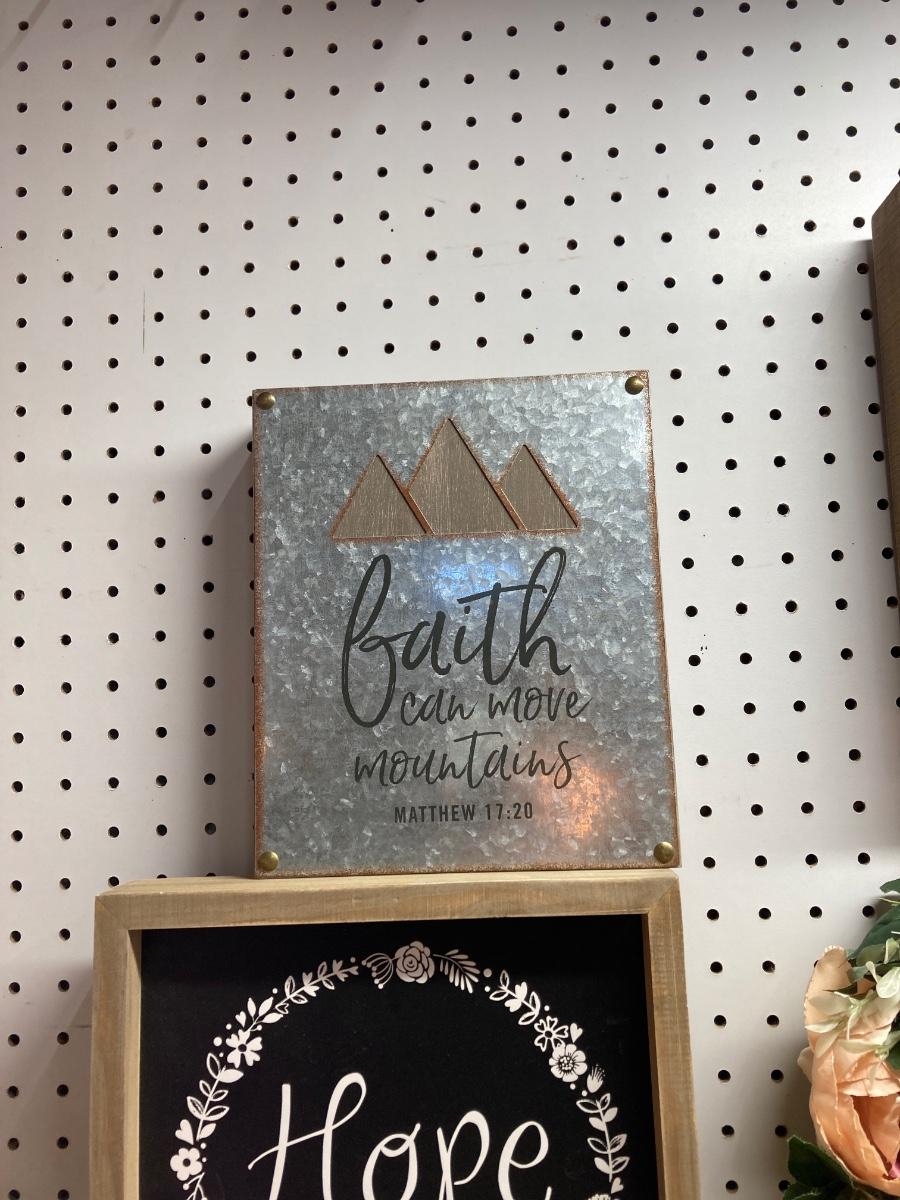 faith
can move
mountains
MATTHEW 17:20
Hope